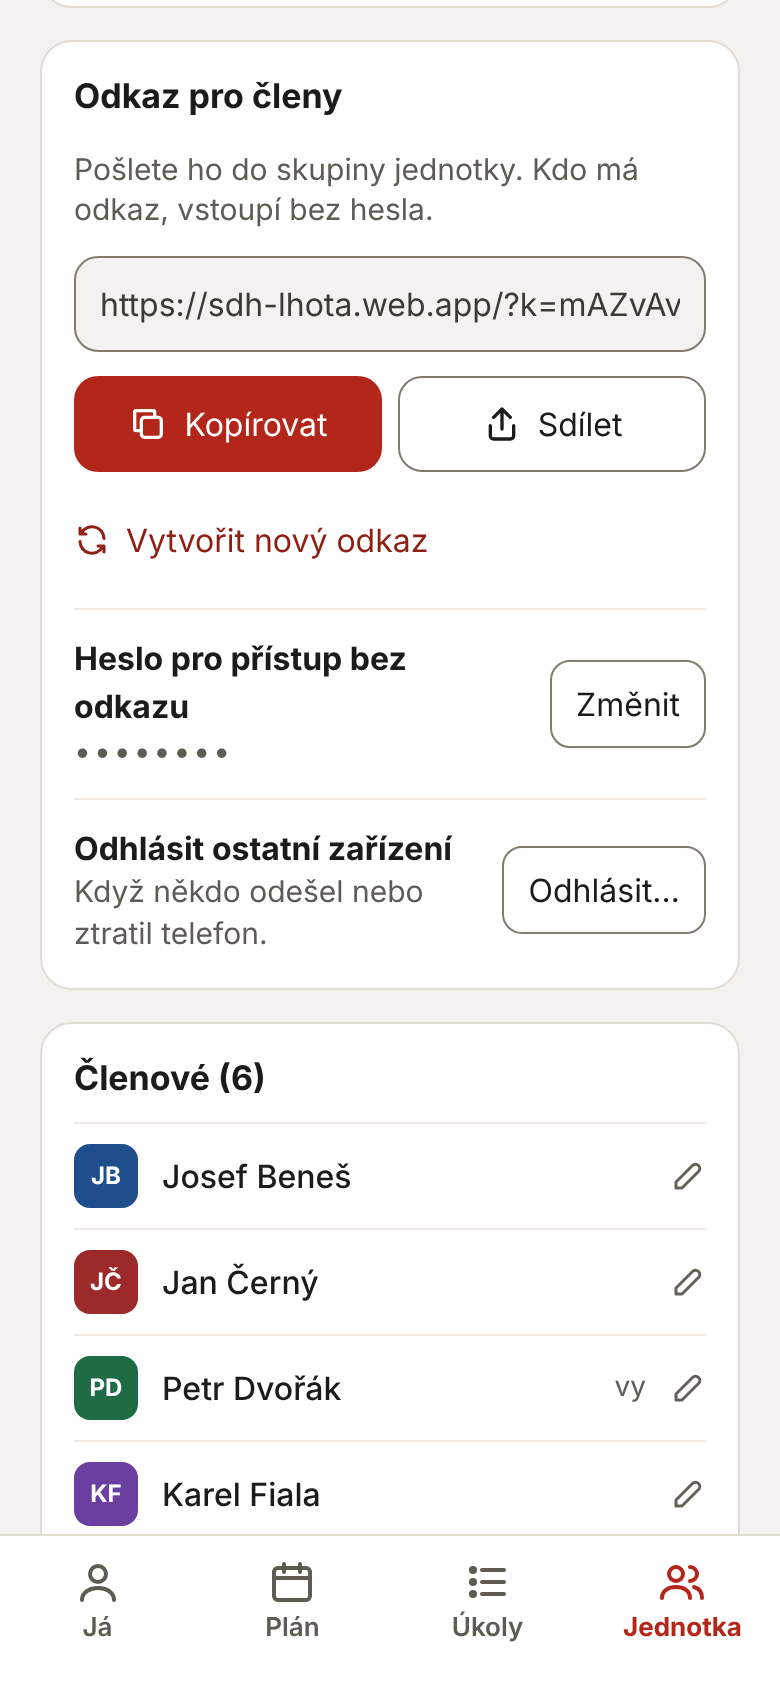 Odkaz pro členy
Pošlete ho do skupiny jednotky. Kdo má
odkaz, vstoupí bez hesla.
https://sdh-lhota.web.app/?k=mAZvAv
Kopírovat
Sdílet
Vytvořit nový odkaz
Heslo pro přístup bez
odkazu
••••••••
Změnit
Odhlásit ostatní zařízení
Když někdo odešel nebo
ztratil telefon.
Odhlásit...
Členové (6)
JB Josef Beneš
JČ Jan Černý
PD Petr Dvořák vy
KF Karel Fiala
Já
Plán
Úkoly
Jednotka